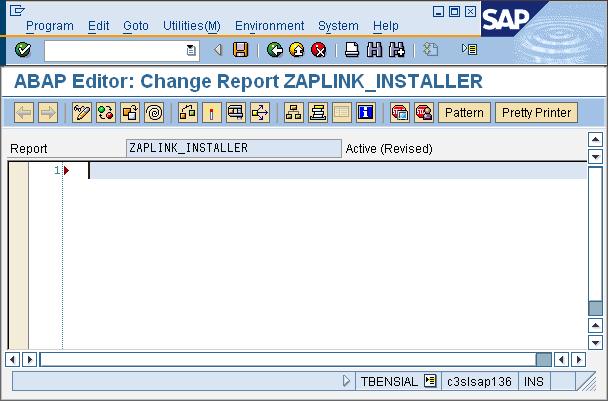 Program Edit Goto Utilities(M) Environment System Help
SAP
ABAP Editor: Change Report ZAPLINK_INSTALLER
Pattern Pretty Printer
Report ZAPLINK_INSTALLER Active (Revised)
1
TBENSIAL c3slsap136 INS